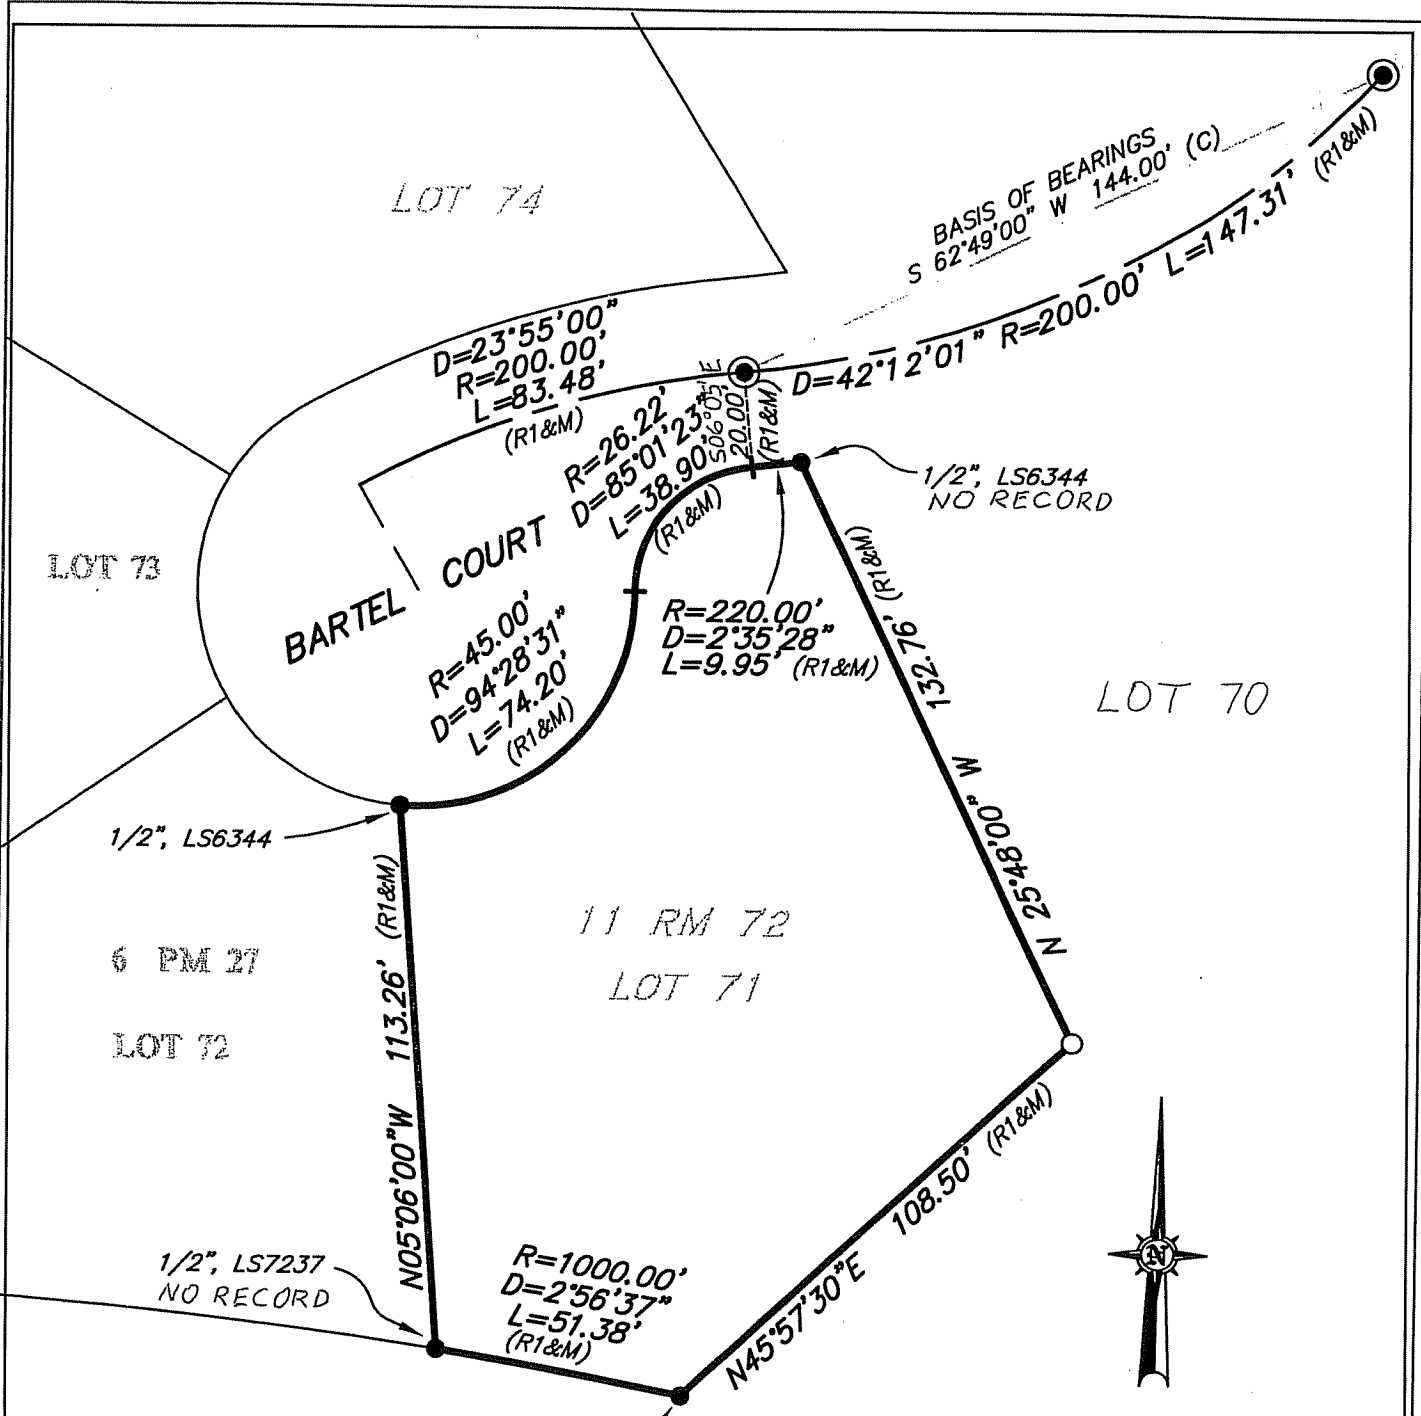 LOT 74
BASIS OF BEARINGS
S 62°49'00" W 144.00' (C)
D=42°12'01" R=200.00' L=147.31' (R1&M)
D=23°55'00"
R=200.00'
L=83.48'
(R1&M)
R=26.22'
D=85°01'23"
L=38.90'
(R1&M)
20.00'
(R1&M)
1/2", LS6344
NO RECORD
LOT 73
BARTEL COURT
R=45.00'
D=94°28'31"
L=74.20'
(R1&M)
R=220.00'
D=2°35'28"
L=9.95' (R1&M)
N 25°48'00" W 132.76' (R1&M)
LOT 70
1/2", LS6344
N05°06'00"W 113.26' (R1&M)
11 RM 72
LOT 71
6 PM 27
LOT 72
N45°57'30"E 108.50' (R1&M)
1/2", LS7237
NO RECORD
R=1000.00'
D=2°56'37"
L=51.38'
(R1&M)
N